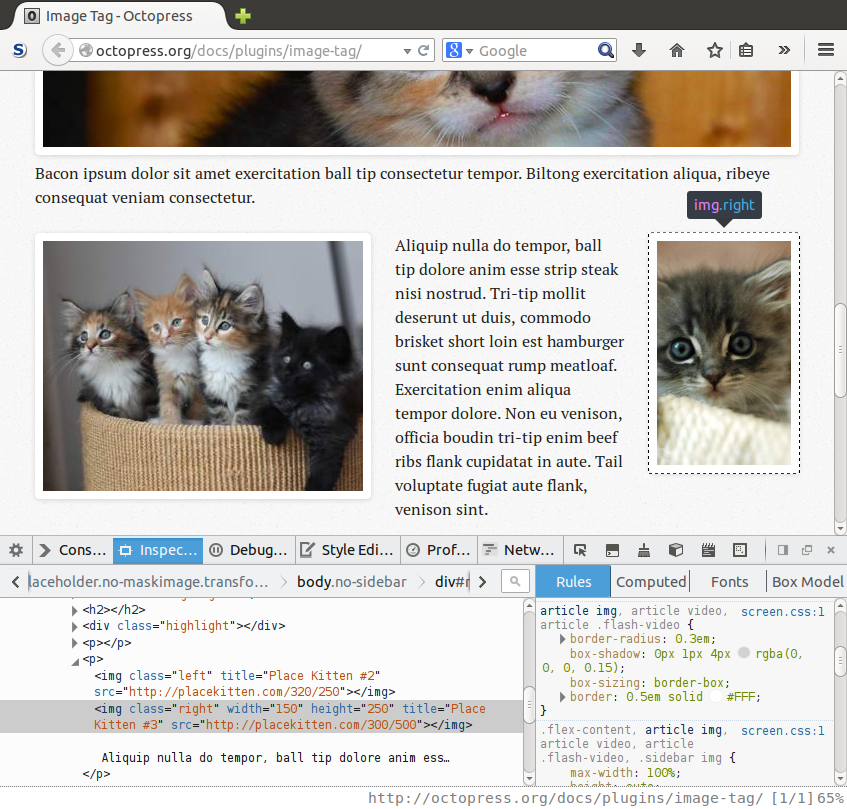 Image Tag - Octopress
octopress.org/docs/plugins/image-tag/
Google
Bacon ipsum dolor sit amet exercitation ball tip consectetur tempor. Biltong exercitation aliqua, ribeye
consequat veniam consectetur.
img.right
Aliquip nulla do tempor, ball
tip dolore anim esse strip steak
nisi nostrud. Tri-tip mollit
deserunt ut duis, commodo
brisket short loin est hamburger
sunt consequat rump meatloaf.
Exercitation enim aliqua
tempor dolore. Non eu venison,
officia boudin tri-tip enim beef
ribs flank cupidatat in aute. Tail
voluptate fugiat aute flank,
venison sint.
Cons... Inspec... Debug... Style Edi... Prof... Netw...
laceholder.no-maskimage.transfo... body.no-sidebar div#
Rules Computed Fonts Box Model
<h2></h2>
<div class="highlight"></div>
<p></p>
<p>
<img class="left" title="Place Kitten #2"
src="http://placekitten.com/320/250"></img>
<img class="right" width="150" height="250" title="Place
Kitten #3" src="http://placekitten.com/300/500"></img>
Aliquip nulla do tempor, ball tip dolore anim ess…
</p>
article img, article video, screen.css:1
article .flash-video {
border-radius: 0.3em;
box-shadow: 0px 1px 4px rgba(0,
0, 0, 0.15);
box-sizing: border-box;
border: 0.5em solid #FFF;
}
.flex-content, article img, screen.css:1
article video, article
.flash-video, .sidebar img {
max-width: 100%;
height: auto;
http://octopress.org/docs/plugins/image-tag/ [1/1] 65%